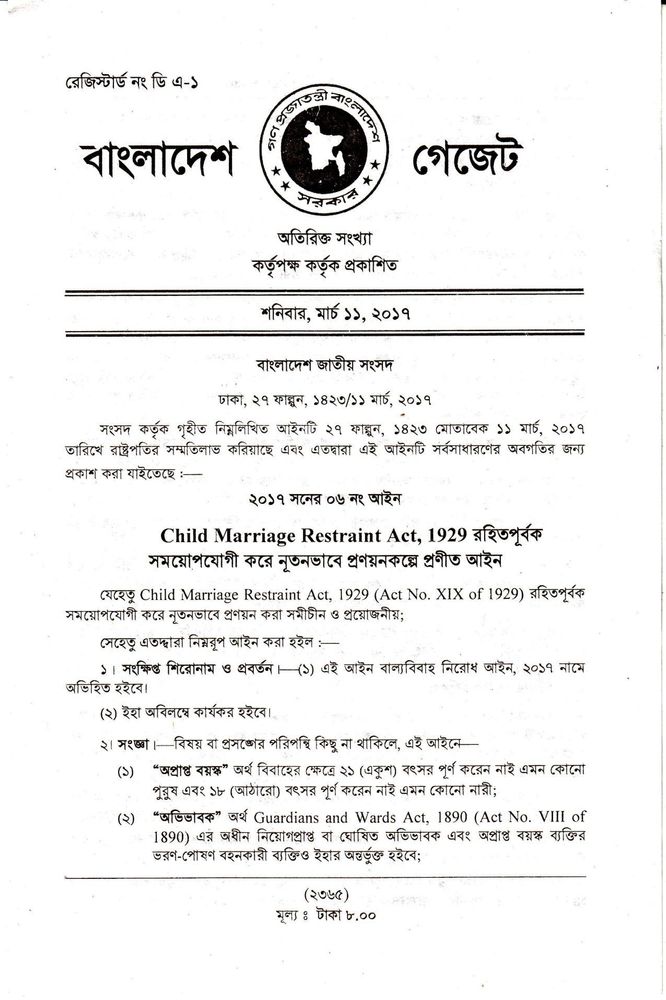 রেজিস্টার্ড নং ডি এ-১
গণ প্রজাতন্ত্রী বাংলাদেশ
সরকার
বাংলাদেশ গেজেট
অতিরিক্ত সংখ্যা
কর্তৃপক্ষ কর্তৃক প্রকাশিত
শনিবার, মার্চ ১১, ২০১৭
বাংলাদেশ জাতীয় সংসদ
ঢাকা, ২৭ ফাল্গুন, ১৪২৩/১১ মার্চ, ২০১৭
সংসদ কর্তৃক গৃহীত নিম্নলিখিত আইনটি ২৭ ফাল্গুন, ১৪২৩ মোতাবেক ১১ মার্চ, ২০১৭
তারিখে রাষ্ট্রপতির সম্মতিলাভ করিয়াছে এবং এতদ্বারা এই আইনটি সর্বসাধারণের অবগতির জন্য
প্রকাশ করা যাইতেছে :—
২০১৭ সনের ০৬ নং আইন
Child Marriage Restraint Act, 1929 রহিতপূর্বক
সময়োপযোগী করে নূতনভাবে প্রণয়নকল্পে প্রণীত আইন
যেহেতু Child Marriage Restraint Act, 1929 (Act No. XIX of 1929) রহিতপূর্বক
সময়োপযোগী করে নূতনভাবে প্রণয়ন করা সমীচীন ও প্রয়োজনীয়;
সেহেতু এতদ্দ্বারা নিম্নরূপ আইন করা হইল :—
১। সংক্ষিপ্ত শিরোনাম ও প্রবর্তন।—(১) এই আইন বাল্যবিবাহ নিরোধ আইন, ২০১৭ নামে
অভিহিত হইবে।
(২) ইহা অবিলম্বে কার্যকর হইবে।
২। সংজ্ঞা।—বিষয় বা প্রসঙ্গের পরিপন্থি কিছু না থাকিলে, এই আইনে—
(১) “অপ্রাপ্ত বয়স্ক” অর্থ বিবাহের ক্ষেত্রে ২১ (একুশ) বৎসর পূর্ণ করেন নাই এমন কোনো
পুরুষ এবং ১৮ (আঠারো) বৎসর পূর্ণ করেন নাই এমন কোনো নারী;
(২) “অভিভাবক” অর্থ Guardians and Wards Act, 1890 (Act No. VIII of
1890) এর অধীন নিয়োগপ্রাপ্ত বা ঘোষিত অভিভাবক এবং অপ্রাপ্ত বয়স্ক ব্যক্তির
ভরণ-পোষণ বহনকারী ব্যক্তিও ইহার অন্তর্ভুক্ত হইবে;
(২৩৬৫)
মূল্য ঃ টাকা ৮.০০